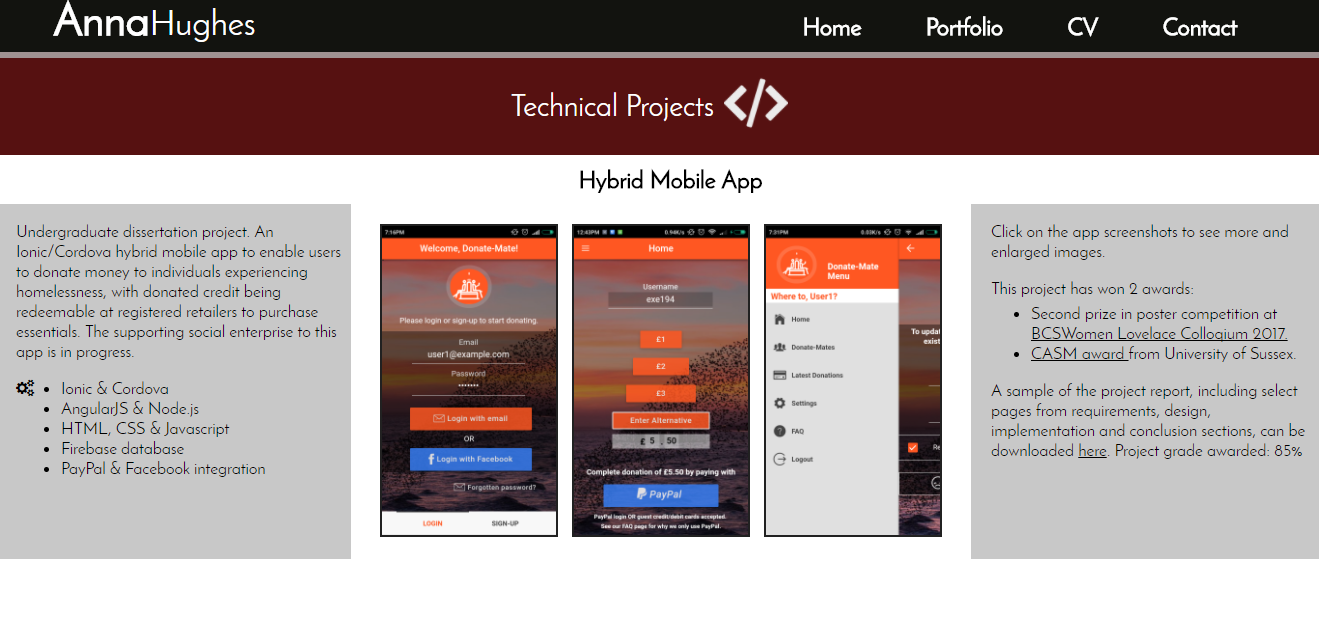 AnnaHughes
Home
Portfolio
CV
Contact
Technical Projects </>
Hybrid Mobile App
Undergraduate dissertation project. An
Ionic/Cordova hybrid mobile app to enable users
to donate money to individuals experiencing
homelessness, with donated credit being
redeemable at registered retailers to purchase
essentials. The supporting social enterprise to this
app is in progress.
Ionic & Cordova
AngularJS & Node.js
HTML, CSS & Javascript
Firebase database
PayPal & Facebook integration
7:16PM
Welcome, Donate-Mate!
Please login or sign-up to start donating.
Email
user1@example.com
Password
•••••••
Login with email
OR
Login with Facebook
Forgotten password?
LOGIN
SIGN-UP
12:43PM
0.94K/s
Home
Username
exe194
£1
£2
£3
Enter Alternative
£ 5 . 50
Complete donation of £5.50 by paying with
PayPal
PayPal login OR guest credit/debit cards accepted.
See our FAQ page for why we only use PayPal.
7:21PM
0.03K/s
Donate-Mate
Menu
Where to, User1?
Home
Donate-Mates
Latest Donations
Settings
FAQ
Logout
To updat
exist
Re
Click on the app screenshots to see more and
enlarged images.
This project has won 2 awards:
Second prize in poster competition at
BCSWomen Lovelace Colloqium 2017.
CASM award from University of Sussex.
A sample of the project report, including select
pages from requirements, design,
implementation and conclusion sections, can be
downloaded here. Project grade awarded: 85%